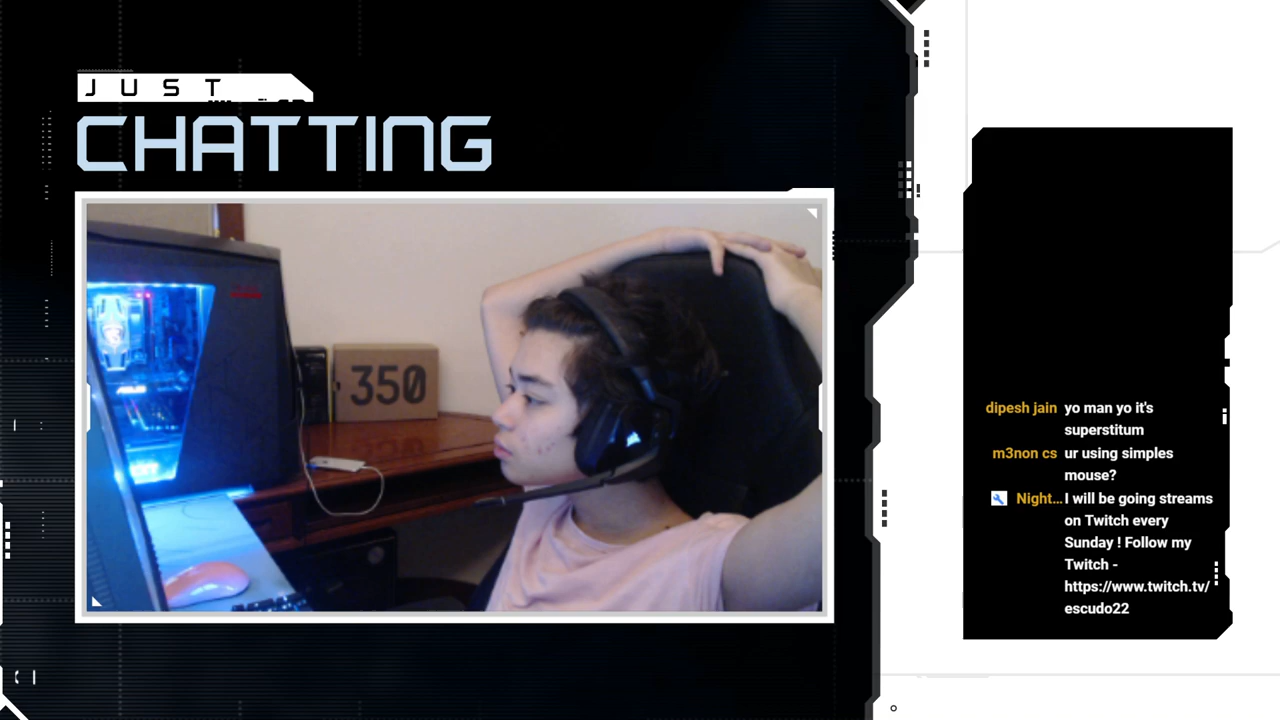 JUST
CHATTING
350
dipesh jain yo man yo it's
superstitum
m3non cs ur using simples
mouse?
Night... I will be going streams
on Twitch every
Sunday ! Follow my
Twitch -
https://www.twitch.tv/
escudo22